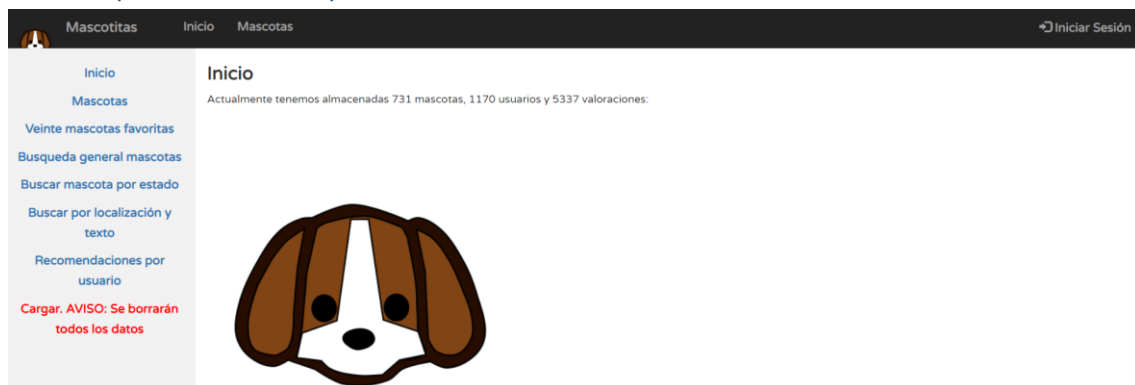 Mascotitas Inicio Mascotas Iniciar Sesión
Inicio
Mascotas
Veinte mascotas favoritas
Busqueda general mascotas
Buscar mascota por estado
Buscar por localización y
texto
Recomendaciones por
usuario
Cargar. AVISO: Se borrarán
todos los datos
Inicio
Actualmente tenemos almacenadas 731 mascotas, 1170 usuarios y 5337 valoraciones: